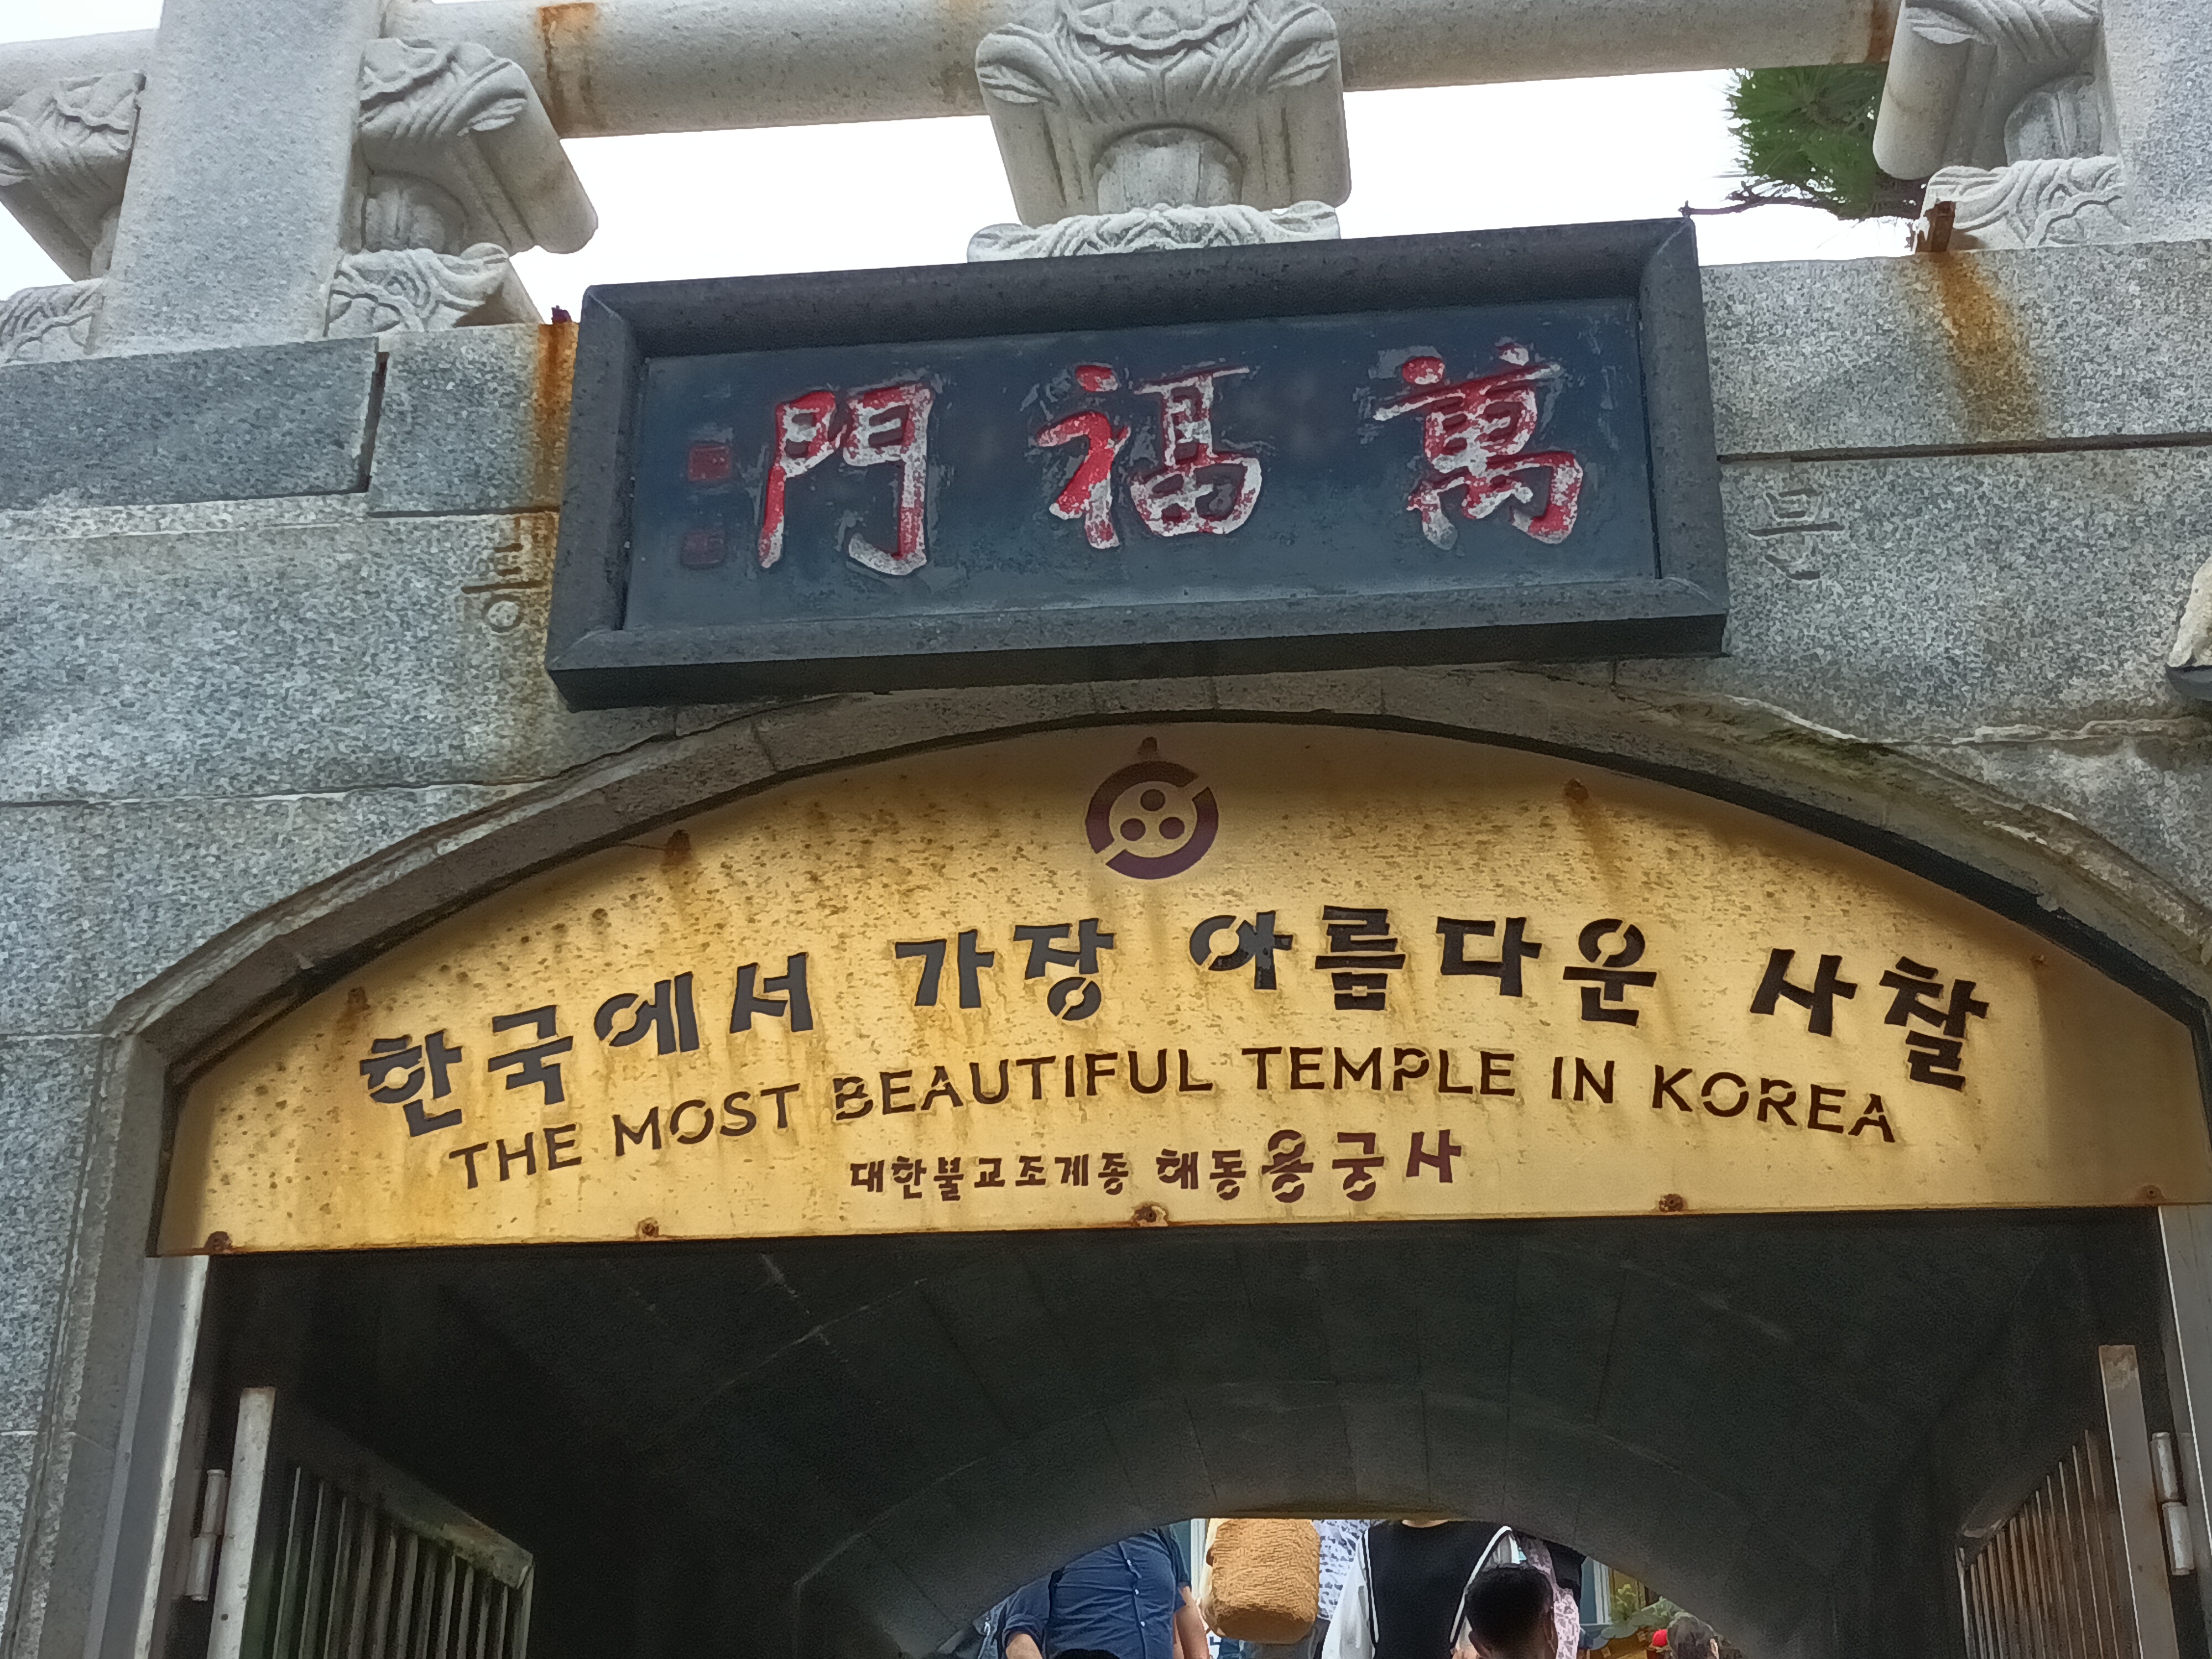 萬福門
한국에서 가장 아름다운 사찰
THE MOST BEAUTIFUL TEMPLE IN KOREA
대한불교조계종 해동용궁사